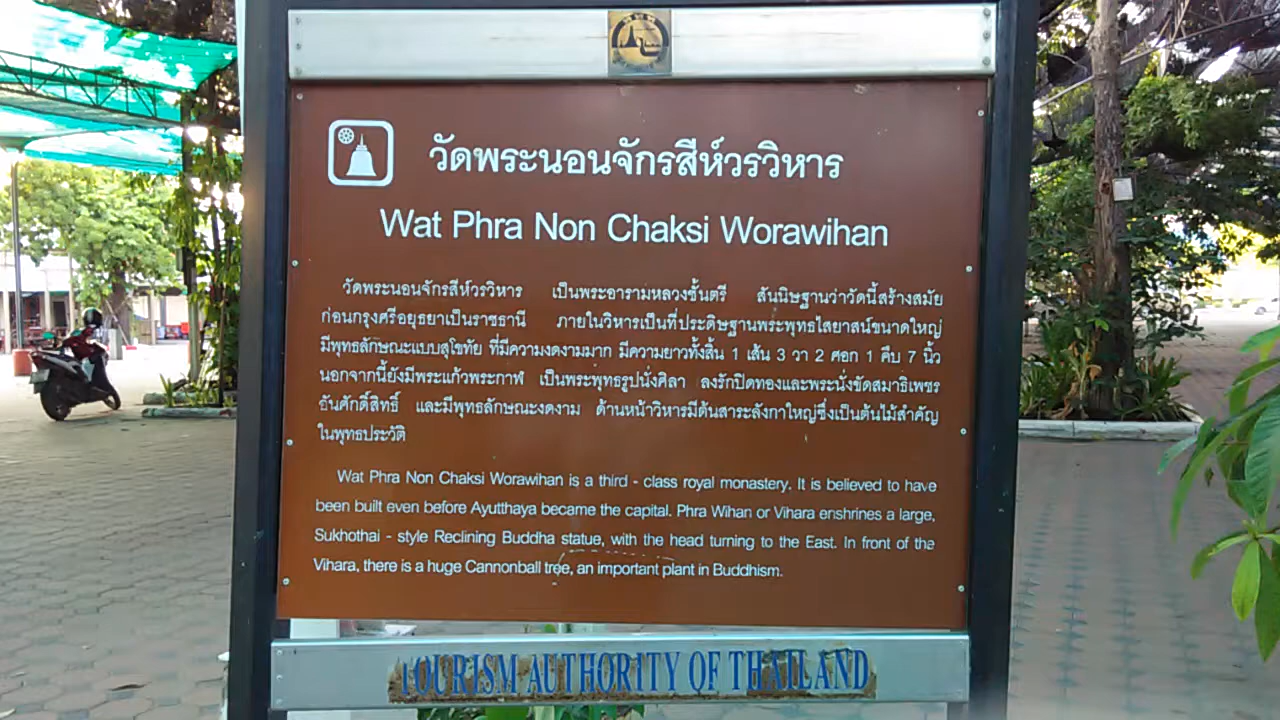 วัดพระนอนจักรสีห์วรวิหาร
Wat Phra Non Chaksi Worawihan
วัดพระนอนจักรสีห์วรวิหาร เป็นพระอารามหลวงชั้นตรี สันนิษฐานว่าวัดนี้สร้างสมัย
ก่อนกรุงศรีอยุธยาเป็นราชธานี ภายในวิหารเป็นที่ประดิษฐานพระพุทธไสยาสน์ขนาดใหญ่
มีพุทธลักษณะแบบสุโขทัย ที่มีความงดงามมาก มีความยาวทั้งสิ้น 1 เส้น 3 วา 2 ศอก 1 คืบ 7 นิ้ว
นอกจากนี้ยังมีพระแก้วพระกาฬ เป็นพระพุทธรูปนั่งศิลา ลงรักปิดทองและพระนั่งขัดสมาธิเพชร
อันศักดิ์สิทธิ์ และมีพุทธลักษณะงดงาม ด้านหน้าวิหารมีต้นสาระลังกาใหญ่ซึ่งเป็นต้นไม้สำคัญ
ในพุทธประวัติ
Wat Phra Non Chaksi Worawihan is a third - class royal monastery. It is believed to have
been built even before Ayutthaya became the capital. Phra Wihan or Vihara enshrines a large,
Sukhothai - style Reclining Buddha statue, with the head turning to the East. In front of the
Vihara, there is a huge Cannonball tree, an important plant in Buddhism.
TOURISM AUTHORITY OF THAILAND